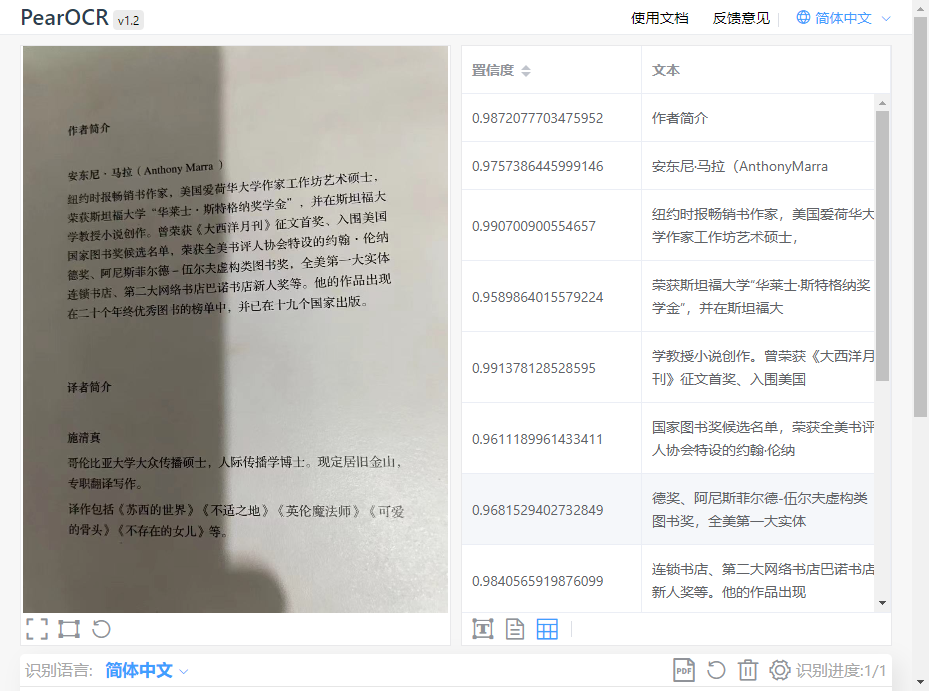 PearOCR v1.2
使用文档 反馈意见 简体中文
作者简介
安东尼·马拉（Anthony Marra ）
纽约时报畅销书作家，美国爱荷华大学作家工作坊艺术硕士，
荣获斯坦福大学“华莱士·斯特格纳奖学金”，并在斯坦福大
学教授小说创作。曾荣获《大西洋月刊》征文首奖、入围美国
国家图书奖候选名单，荣获全美书评人协会特设的约翰·伦纳
德奖、阿尼斯菲尔德－伍尔夫虚构类图书奖，全美第一大实体
连锁书店、第二大网络书店巴诺书店新人奖等。他的作品出现
在二十个年终优秀图书的榜单中，并已在十九个国家出版。
译者简介
施清真
哥伦比亚大学大众传播硕士，人际传播学博士。现定居旧金山，
专职翻译写作。
译作包括《苏西的世界》《不适之地》《英伦魔法师》《可爱
的骨头》《不存在的女儿》等。
置信度 文本
0.9872077703475952 作者简介
0.9757386445999146 安东尼·马拉（AnthonyMarra
0.990700900554657 纽约时报畅销书作家，美国爱荷华大
学作家工作坊艺术硕士，
0.9589864015579224 荣获斯坦福大学“华莱士·斯特格纳奖
学金”，并在斯坦福大
0.991378128528595 学教授小说创作。曾荣获《大西洋月
刊》征文首奖、入围美国
0.9611189961433411 国家图书奖候选名单，荣获全美书评
人协会特设的约翰·伦纳
0.9681529402732849 德奖、阿尼斯菲尔德-伍尔夫虚构类
图书奖，全美第一大实体
0.9840565919876099 连锁书店、第二大网络书店巴诺书店
新人奖等。他的作品出现
识别语言: 简体中文 PDF 识别进度:1/1